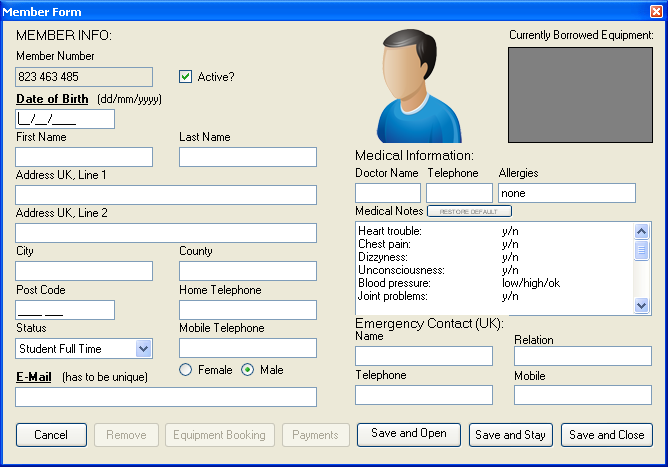 Member Form
MEMBER INFO:
Member Number
823 463 485
Active?
Date of Birth (dd/mm/yyyy)
__/__/____
First Name Last Name
Address UK, Line 1
Address UK, Line 2
City County
Post Code Home Telephone
____ ___
Status Mobile Telephone
Student Full Time
Female Male
E-Mail (has to be unique)
Currently Borrowed Equipment:
Medical Information:
Doctor Name Telephone Allergies
none
Medical Notes RESTORE DEFAULT
Heart trouble: y/n
Chest pain: y/n
Dizzyness: y/n
Unconsciousness: y/n
Blood pressure: low/high/ok
Joint problems: y/n
Emergency Contact (UK):
Name Relation
Telephone Mobile
Cancel Remove Equipment Booking Payments Save and Open Save and Stay Save and Close